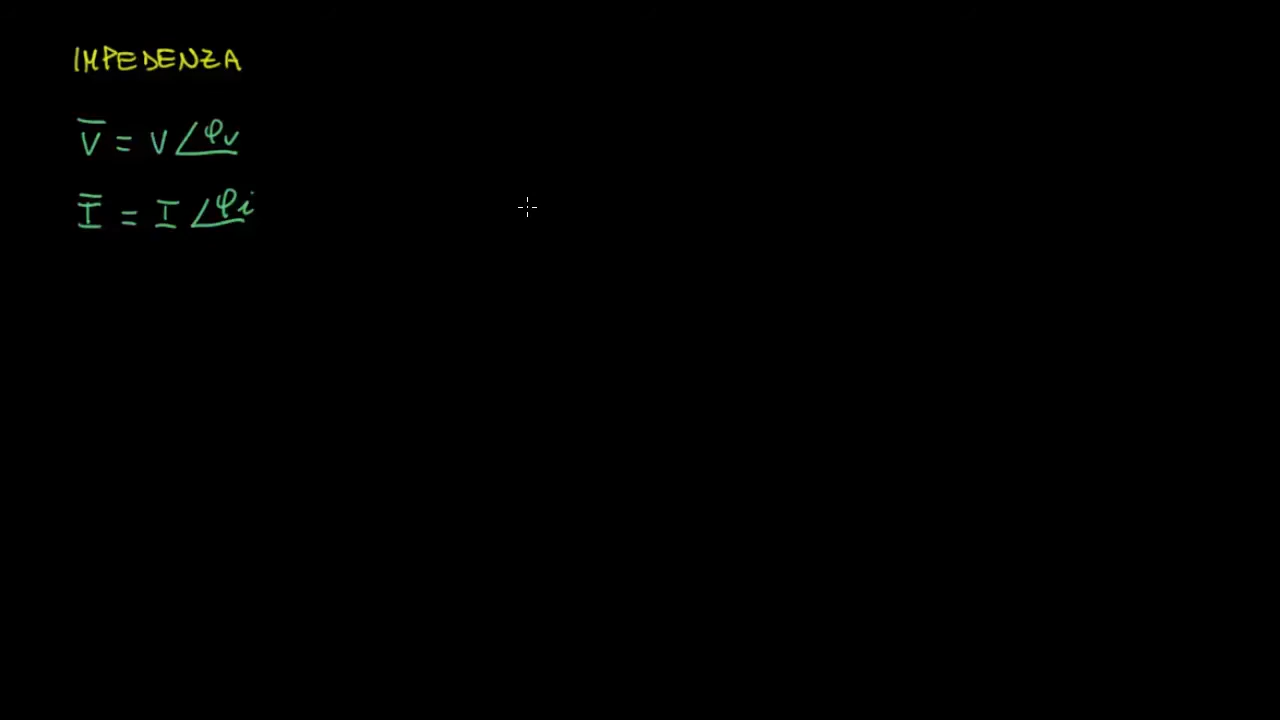 IMPEDENZA
V̅ = V∠φv
I̅ = I∠φi